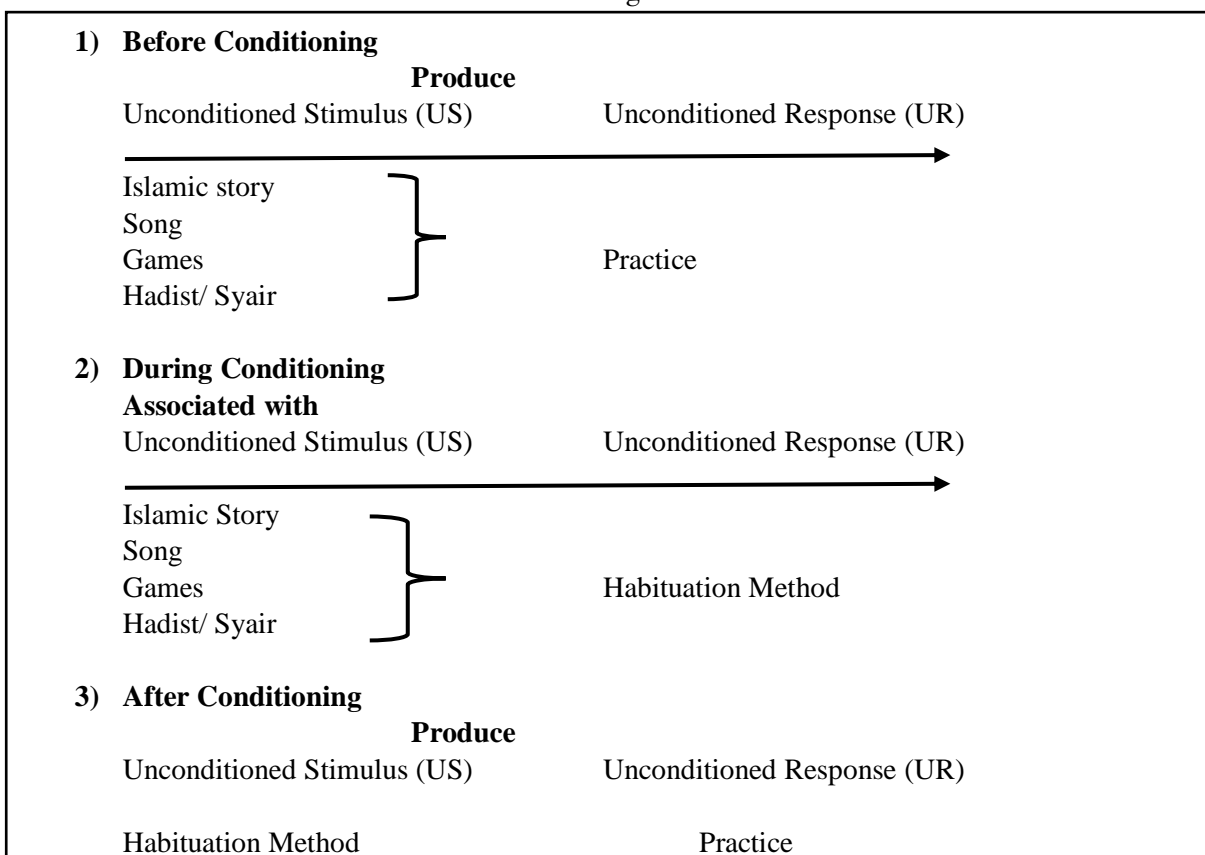 1) Before Conditioning
Produce
Unconditioned Stimulus (US) Unconditioned Response (UR)
Islamic story
Song
Games Practice
Hadist/ Syair
2) During Conditioning
Associated with
Unconditioned Stimulus (US) Unconditioned Response (UR)
Islamic Story
Song
Games Habituation Method
Hadist/ Syair
3) After Conditioning
Produce
Unconditioned Stimulus (US) Unconditioned Response (UR)
Habituation Method Practice